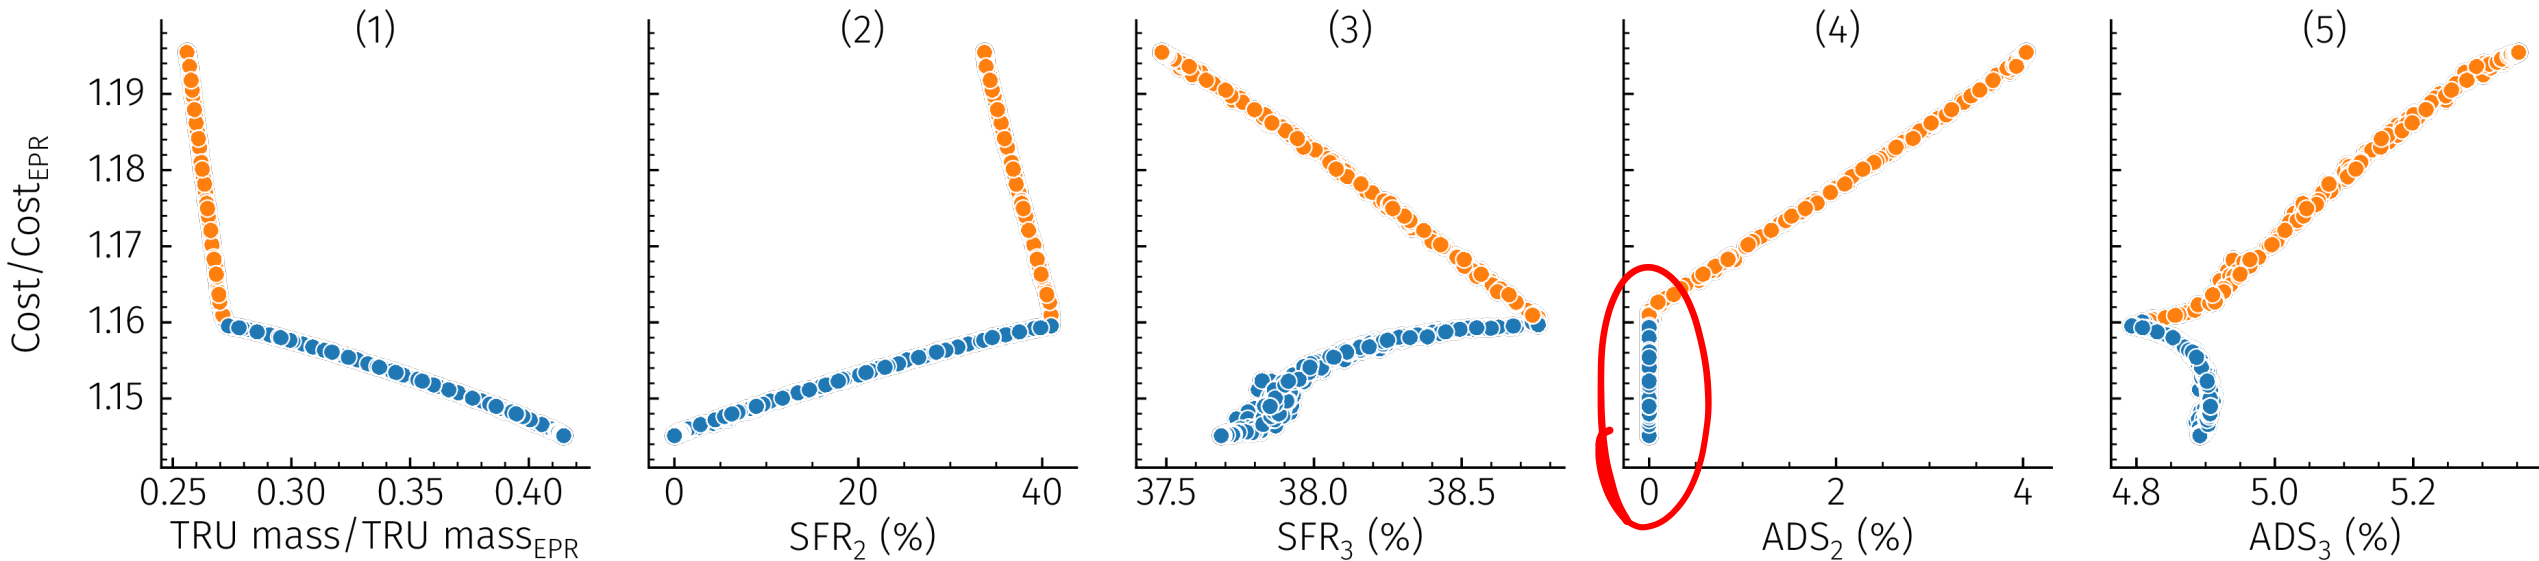 (1) (2) (3) (4) (5)
Cost/Cost_EPR
1.19
1.18
1.17
1.16
1.15
0.25 0.30 0.35 0.40 0 20 40 37.5 38.0 38.5 0 2 4 4.8 5.0 5.2
TRU mass/TRU mass_EPR SFR₂ (%) SFR₃ (%) ADS₂ (%) ADS₃ (%)